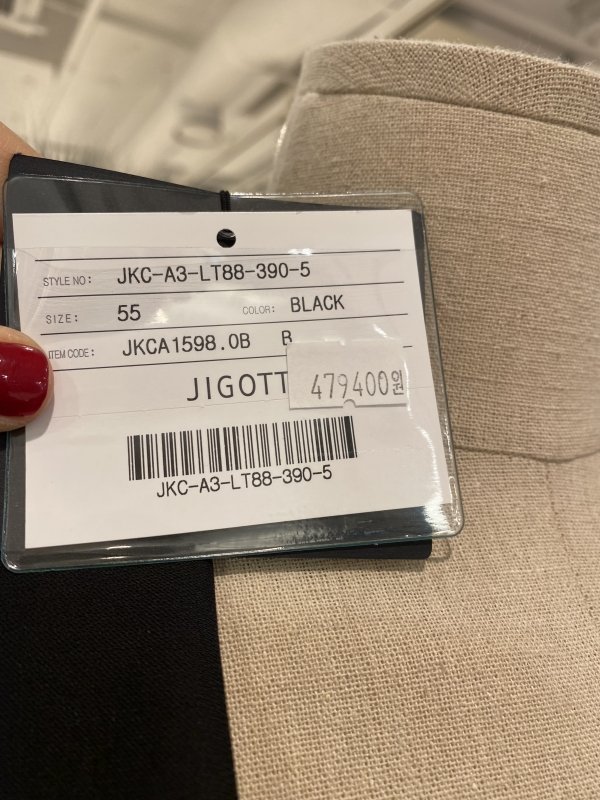 STYLE NO: JKC-A3-LT88-390-5
SIZE: 55 COLOR: BLACK
ITEM CODE: JKCA1598.0B B
JIGOTT
479400원
JKC-A3-LT88-390-5